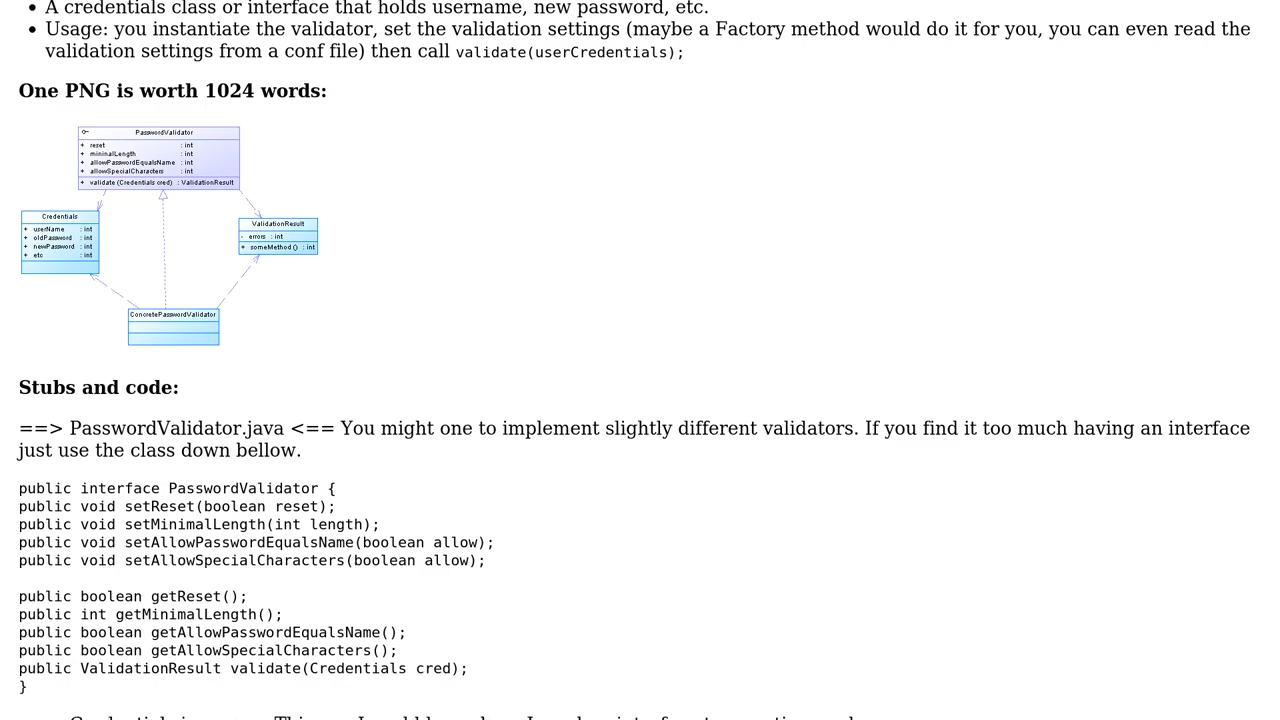 A credentials class or interface that holds username, new password, etc.
Usage: you instantiate the validator, set the validation settings (maybe a Factory method would do it for you, you can even read the
validation settings from a conf file) then call validate(userCredentials);
One PNG is worth 1024 words:
PasswordValidator
+ reset : int
+ mininalLength : int
+ allowPasswordEqualsName : int
+ allowSpecialCharacters : int
+ validate (Credentials cred) : ValidationResult
Credentials
+ userName : int
+ oldPassword : int
+ newPassword : int
+ etc : int
ValidationResult
- errors : int
+ someMethod () : int
ConcretePasswordValidator
Stubs and code:
==> PasswordValidator.java <== You might one to implement slightly different validators. If you find it too much having an interface
just use the class down bellow.
public interface PasswordValidator {
public void setReset(boolean reset);
public void setMinimalLength(int length);
public void setAllowPasswordEqualsName(boolean allow);
public void setAllowSpecialCharacters(boolean allow);
public boolean getReset();
public int getMinimalLength();
public boolean getAllowPasswordEqualsName();
public boolean getAllowSpecialCharacters();
public ValidationResult validate(Credentials cred);
}